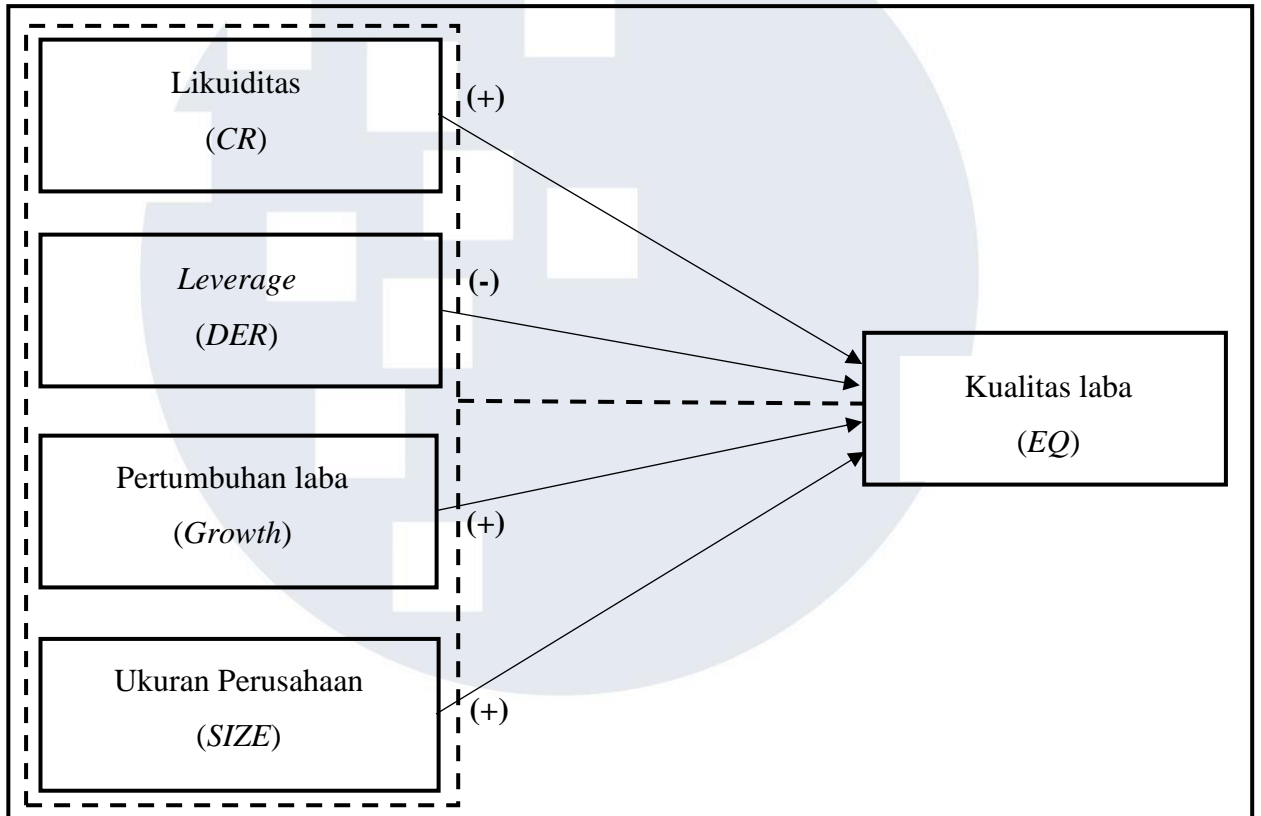 Likuiditas
(CR)
(+)
Leverage
(DER)
(-)
Pertumbuhan laba
(Growth)
(+)
Ukuran Perusahaan
(SIZE)
(+)
Kualitas laba
(EQ)